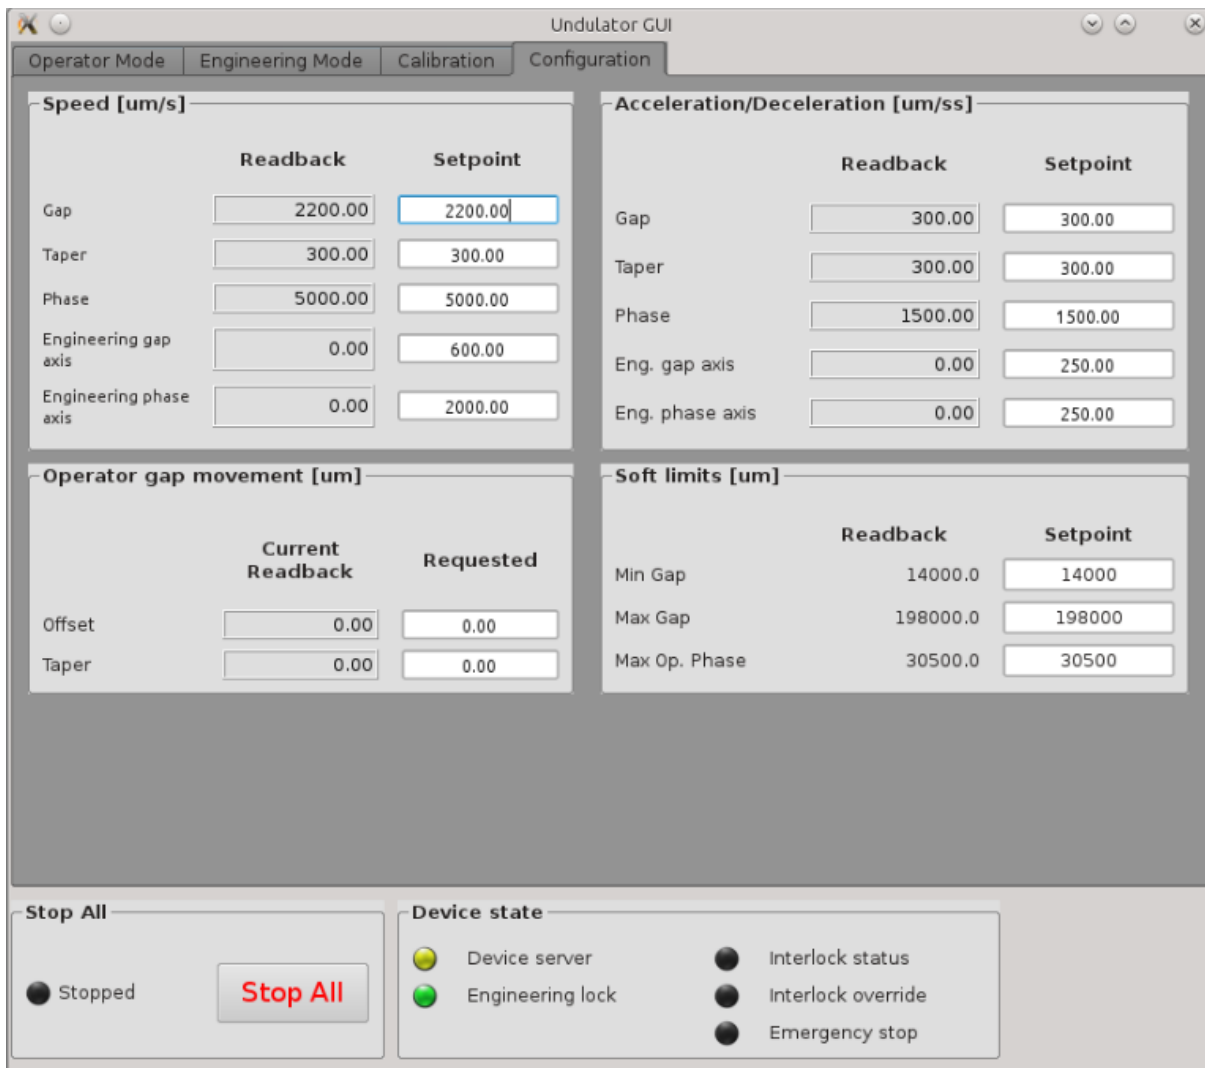 Undulator GUI
Operator Mode Engineering Mode Calibration Configuration
Speed [um/s]
Readback Setpoint
Gap 2200.00 2200.00
Taper 300.00 300.00
Phase 5000.00 5000.00
Engineering gap
axis 0.00 600.00
Engineering phase
axis 0.00 2000.00
Acceleration/Deceleration [um/ss]
Readback Setpoint
Gap 300.00 300.00
Taper 300.00 300.00
Phase 1500.00 1500.00
Eng. gap axis 0.00 250.00
Eng. phase axis 0.00 250.00
Operator gap movement [um]
Current
Readback Requested
Offset 0.00 0.00
Taper 0.00 0.00
Soft limits [um]
Readback Setpoint
Min Gap 14000.0 14000
Max Gap 198000.0 198000
Max Op. Phase 30500.0 30500
Stop All
Stopped Stop All
Device state
Device server Interlock status
Engineering lock Interlock override
Emergency stop